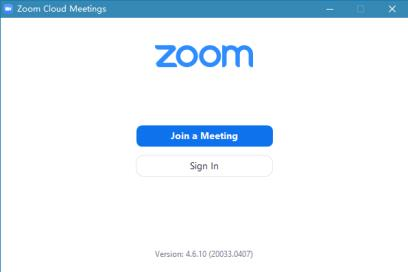 Zoom Cloud Meetings
zoom
Join a Meeting
Sign In
Version: 4.6.10 (20033.0407)